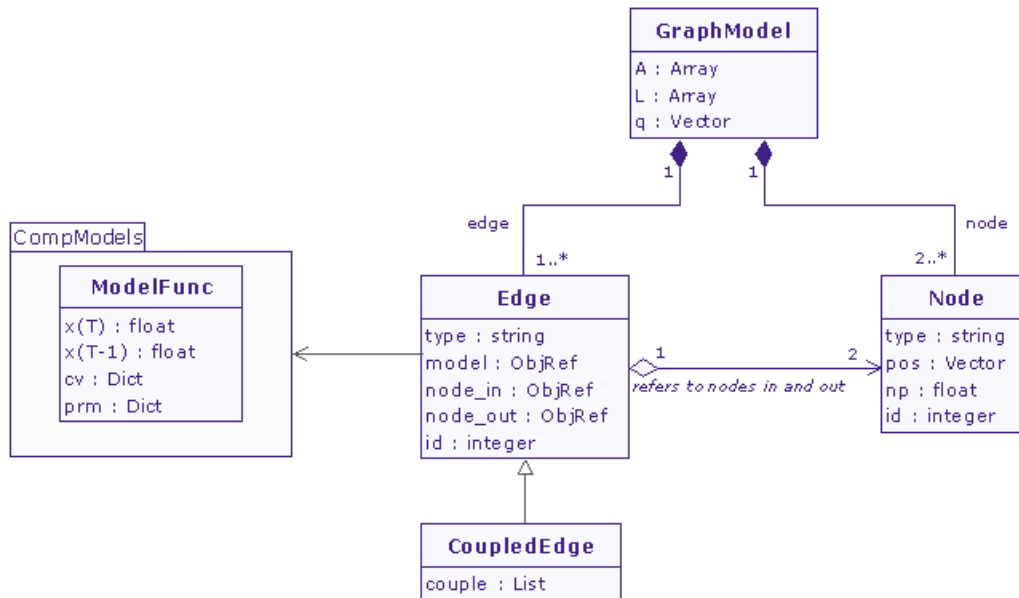 GraphModel
A : Array
L : Array
q : Vector
1
1
edge
node
1..*
2..*
CompModels
ModelFunc
x(T) : float
x(T-1) : float
cv : Dict
prm : Dict
Edge
type : string
model : ObjRef
node_in : ObjRef
node_out : ObjRef
id : integer
1
2
refers to nodes in and out
Node
type : string
pos : Vector
np : float
id : integer
CoupledEdge
couple : List